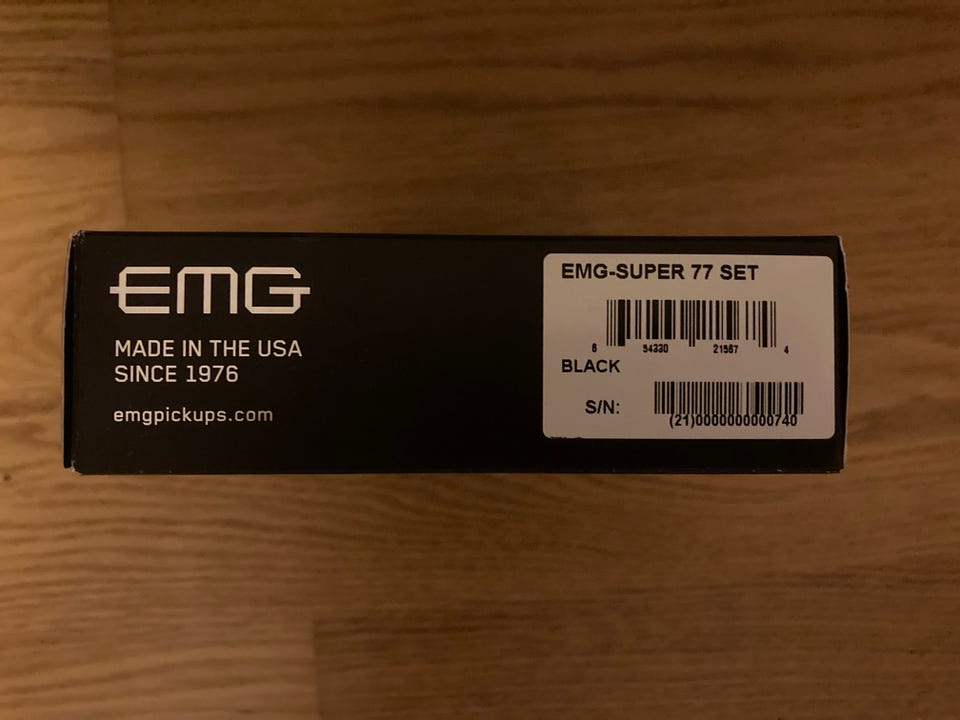 EMG
MADE IN THE USA
SINCE 1976
emgpickups.com
EMG-SUPER 77 SET
6 54330 21567 4
BLACK
S/N:
(21)0000000000740